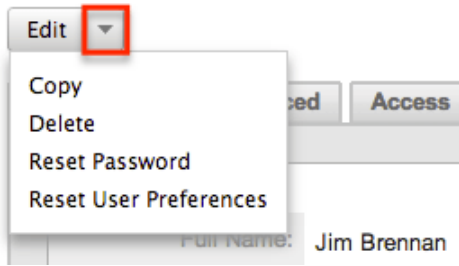 Edit
Copy
ced Access
Delete
Reset Password
Reset User Preferences
Full Name: Jim Brennan